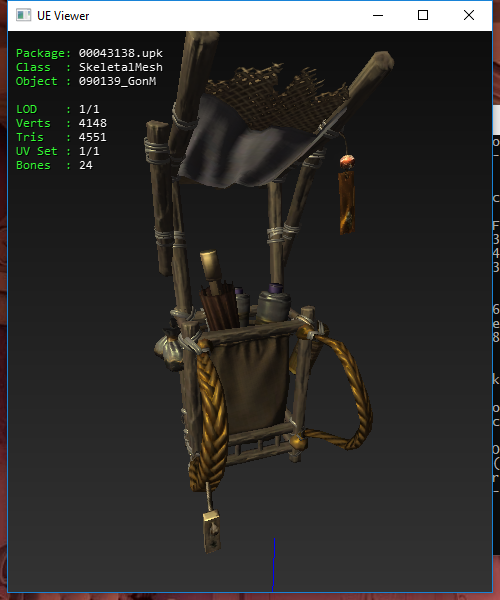 UE Viewer
Package: 00043138.upk
Class : SkeletalMesh
Object : 090139_GonM
LOD : 1/1
Verts : 4148
Tris : 4551
UV Set : 1/1
Bones : 24